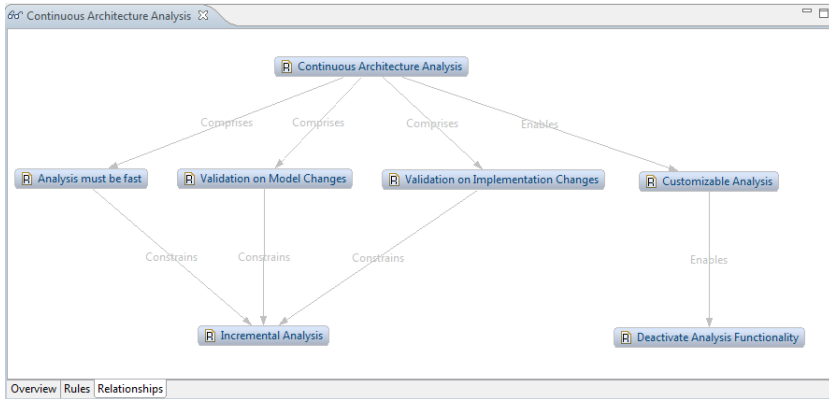 Continuous Architecture Analysis
R Continuous Architecture Analysis
Comprises Comprises Comprises Enables
R Analysis must be fast R Validation on Model Changes R Validation on Implementation Changes R Customizable Analysis
Constrains Constrains Constrains Enables
R Incremental Analysis R Deactivate Analysis Functionality
Overview Rules Relationships